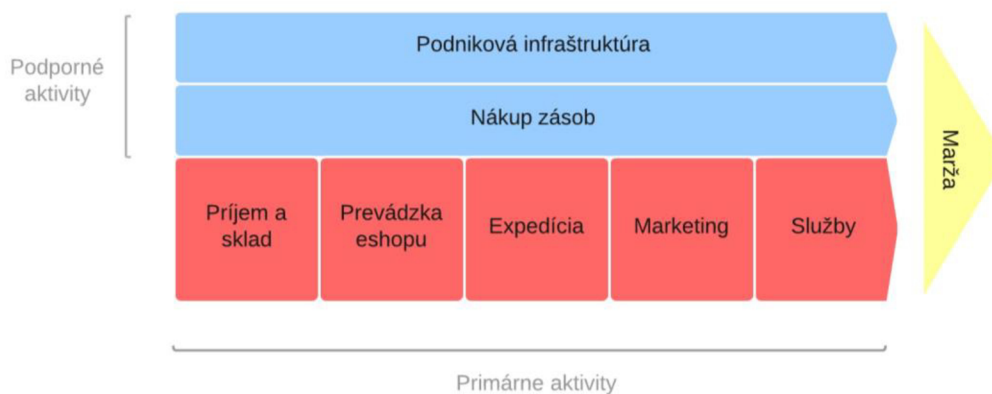 Podporné
aktivity
Podniková infraštruktúra
Nákup zásob
Príjem a
sklad
Prevádzka
eshopu
Expedícia
Marketing
Služby
Marža
Primárne aktivity